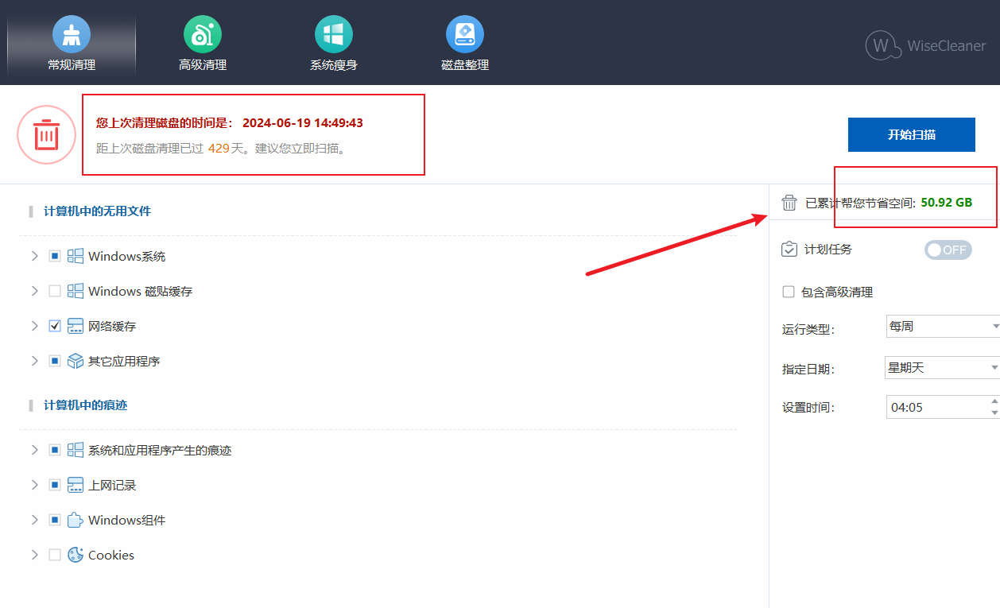 常规清理
高级清理
系统瘦身
磁盘整理
W WiseCleaner
您上次清理磁盘的时间是： 2024-06-19 14:49:43
距上次磁盘清理已过 429天。建议您立即扫描。
开始扫描
计算机中的无用文件
Windows系统
Windows 磁贴缓存
网络缓存
其它应用程序
计算机中的痕迹
系统和应用程序产生的痕迹
上网记录
Windows组件
Cookies
已累计帮您节省空间: 50.92 GB
计划任务 OFF
包含高级清理
运行类型: 每周
指定日期: 星期天
设置时间: 04:05